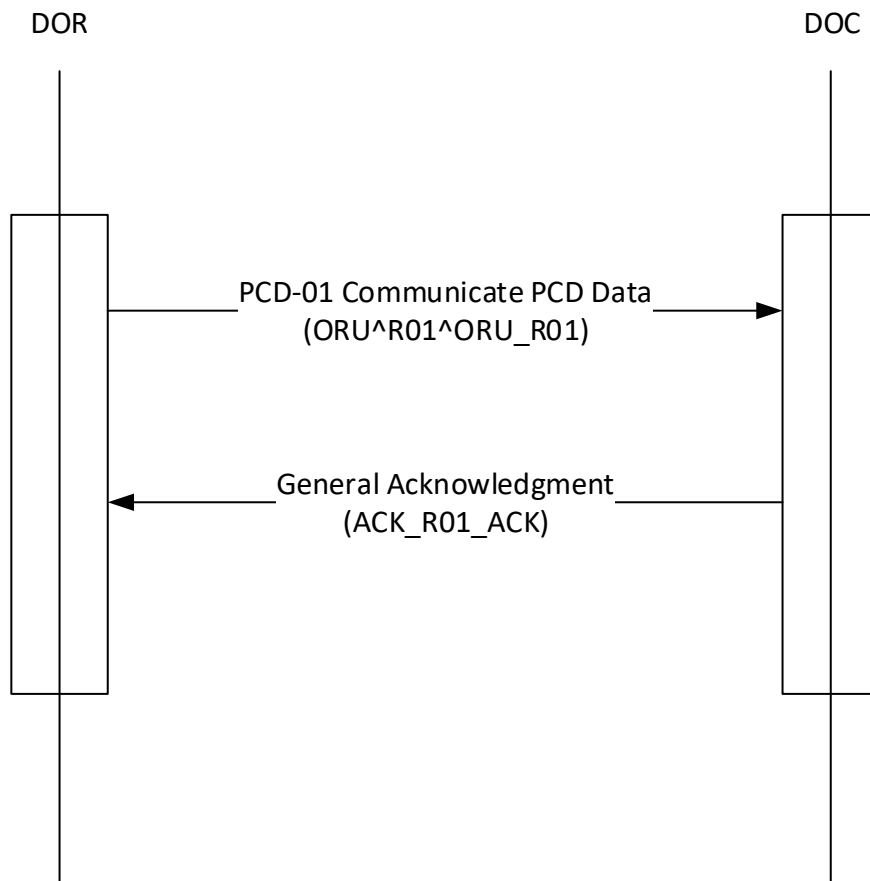 DOR
DOC
PCD-01 Communicate PCD Data
(ORU^R01^ORU_R01)
General Acknowledgment
(ACK_R01_ACK)